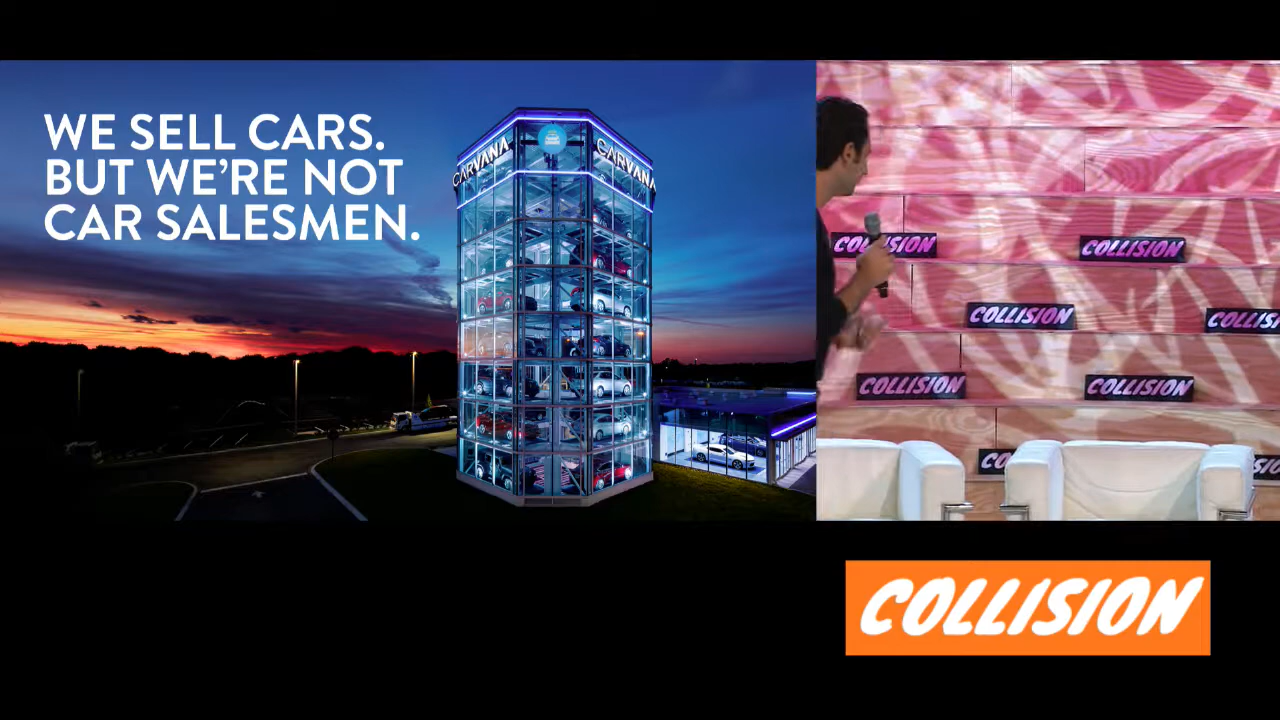 WE SELL CARS.
BUT WE'RE NOT
CAR SALESMEN.
CARVANA
CARVANA
COLLISION
COLLISION
COLLISION
COLLISION
COLLISION
COLLISION